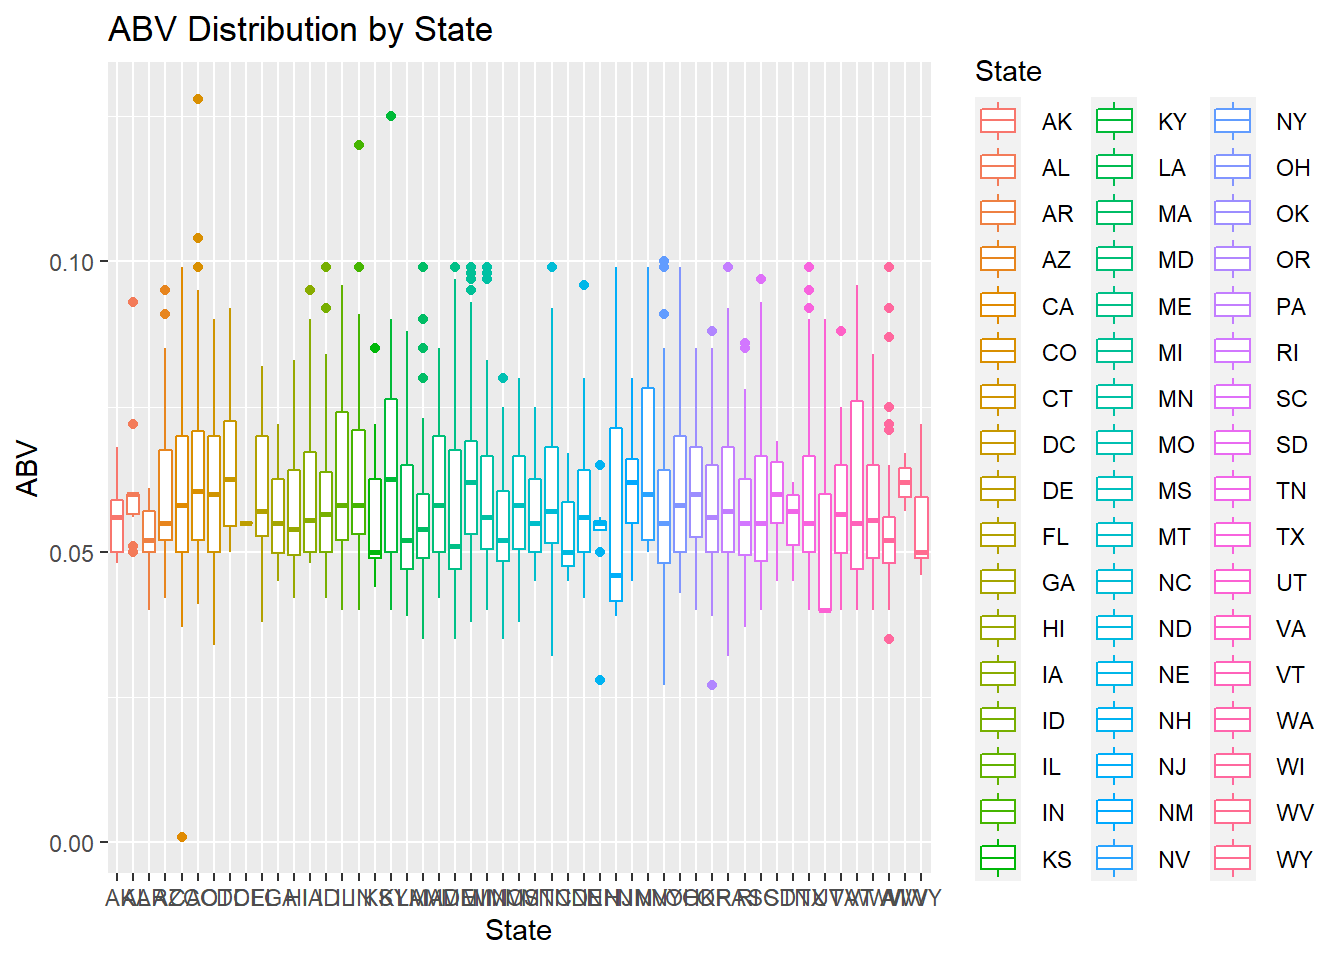 ABV Distribution by State
ABV
0.10
0.05
0.00
State
State
AK
AL
AR
AZ
CA
CO
CT
DC
DE
FL
GA
HI
IA
ID
IL
IN
KS
KY
LA
MA
MD
ME
MI
MN
MO
MS
MT
NC
ND
NE
NH
NJ
NM
NV
NY
OH
OK
OR
PA
RI
SC
SD
TN
TX
UT
VA
VT
WA
WI
WV
WY